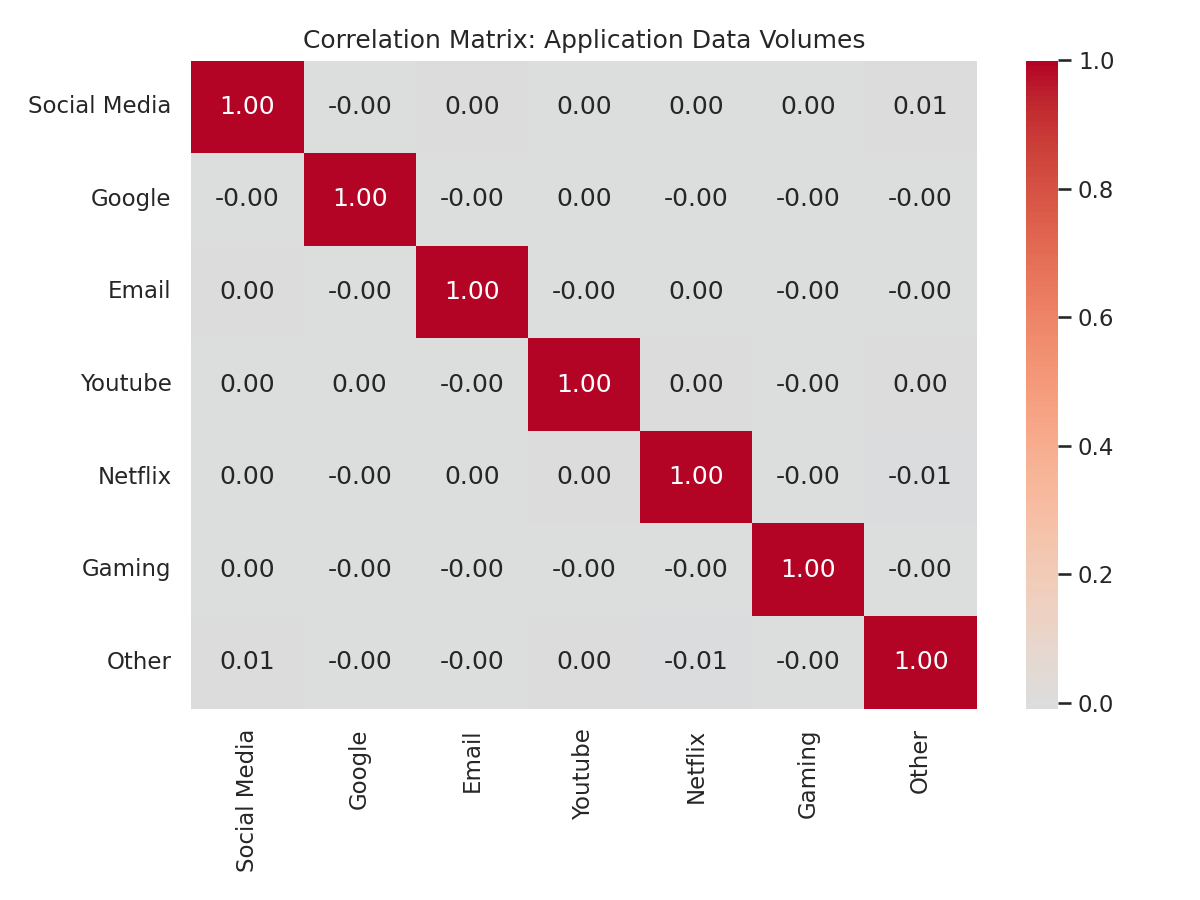 Correlation Matrix: Application Data Volumes
Social Media 1.00 -0.00 0.00 0.00 0.00 0.00 0.01
Google -0.00 1.00 -0.00 0.00 -0.00 -0.00 -0.00
Email 0.00 -0.00 1.00 -0.00 0.00 -0.00 -0.00
Youtube 0.00 0.00 -0.00 1.00 0.00 -0.00 0.00
Netflix 0.00 -0.00 0.00 0.00 1.00 -0.00 -0.01
Gaming 0.00 -0.00 -0.00 -0.00 -0.00 1.00 -0.00
Other 0.01 -0.00 -0.00 0.00 -0.01 -0.00 1.00
Social Media Google Email Youtube Netflix Gaming Other
1.0
0.8
0.6
0.4
0.2
0.0